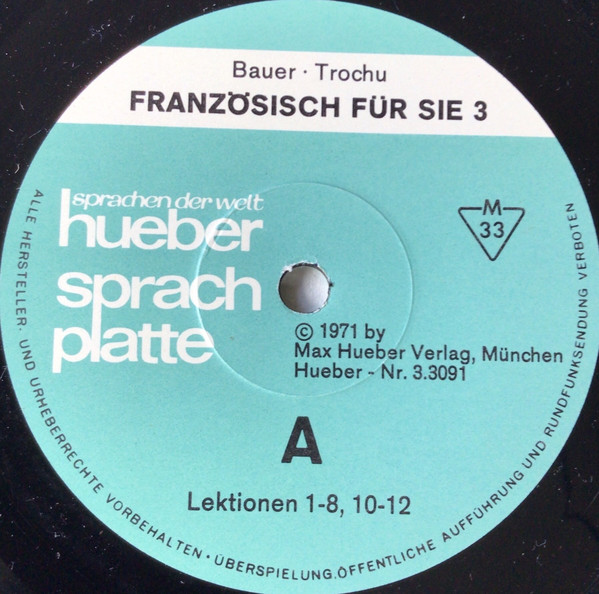 Bauer · Trochu
FRANZÖSISCH FÜR SIE 3
sprachen der welt
hueber
sprach
platte
M
33
© 1971 by
Max Hueber Verlag, München
Hueber - Nr. 3.3091
A
Lektionen 1-8, 10-12
ALLE HERSTELLER- UND URHEBERRECHTE VORBEHALTEN · ÜBERSPIELUNG.ÖFFENTLICHE AUFFÜHRUNG UND RUNDFUNKSENDUNG VERBOTEN